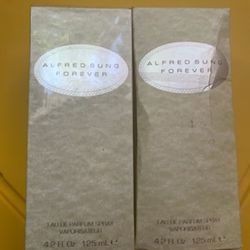 ALFRED SUNG
FOREVER
EAU DE PARFUM SPRAY
VAPORISATEUR
4.2 Fl Oz 125 mL e
ALFRED SUNG
FOREVER
EAU DE PARFUM SPRAY
VAPORISATEUR
4.2 Fl Oz 125 mL e